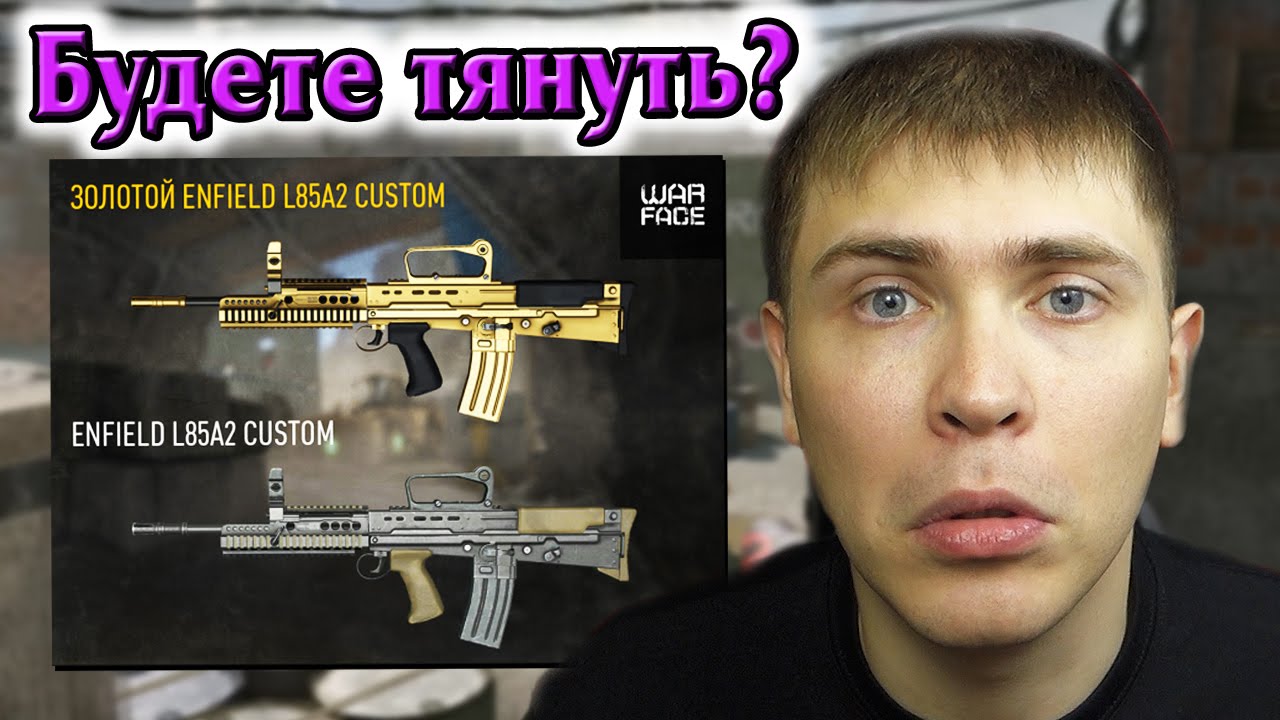 Будете тянуть?
ЗОЛОТОЙ ENFIELD L85A2 CUSTOM
WAR
FACE
ENFIELD L85A2 CUSTOM